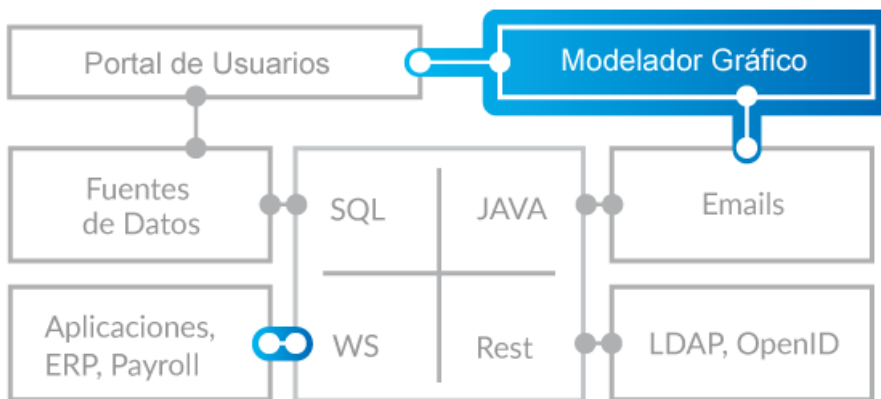 Portal de Usuarios
Modelador Gráfico
Fuentes
de Datos
SQL
JAVA
Emails
Aplicaciones,
ERP, Payroll
WS
Rest
LDAP, OpenID